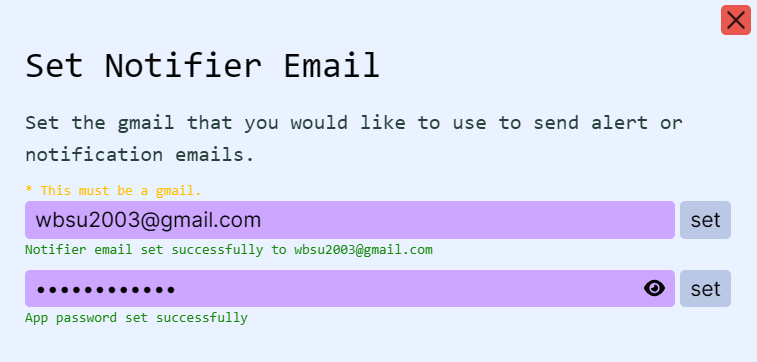 Set Notifier Email
Set the gmail that you would like to use to send alert or
notification emails.
* This must be a gmail.
wbsu2003@gmail.com
set
Notifier email set successfully to wbsu2003@gmail.com
••••••••••••
set
App password set successfully